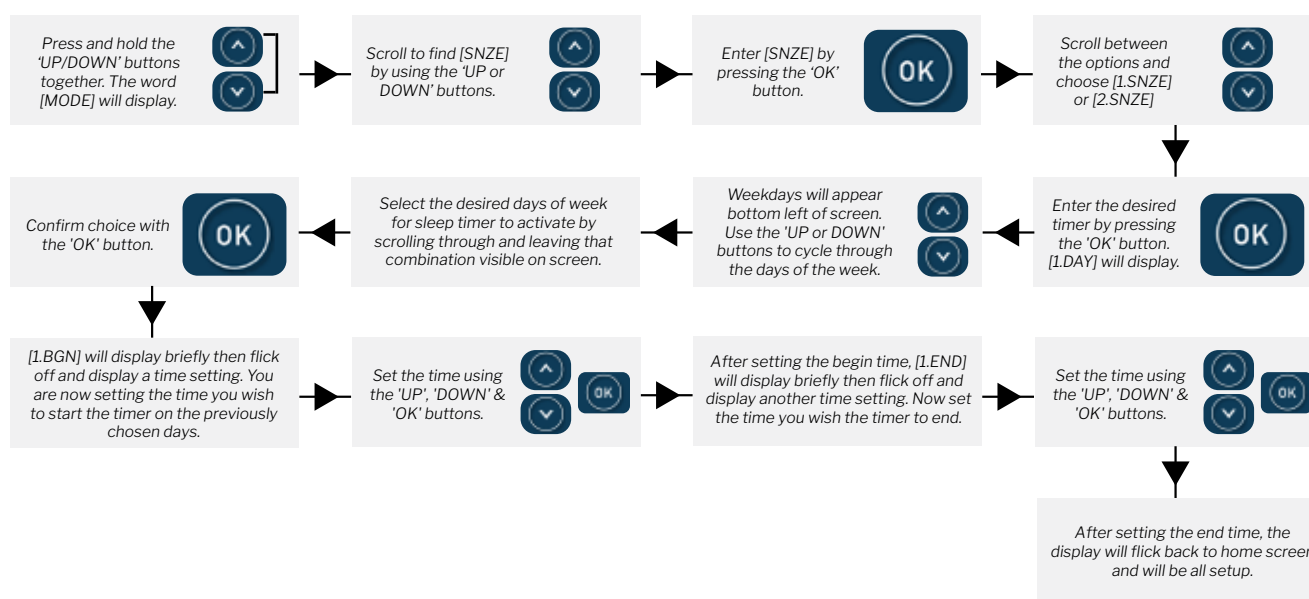 Press and hold the
‘UP/DOWN’ buttons
together. The word
[MODE] will display.
Scroll to find [SNZE]
by using the ‘UP or
DOWN’ buttons.
Enter [SNZE] by
pressing the ‘OK’
button.
OK
Scroll between
the options and
choose [1.SNZE]
or [2.SNZE]
Enter the desired
timer by pressing
the 'OK' button.
[1.DAY] will display.
OK
Weekdays will appear
bottom left of screen.
Use the 'UP or DOWN'
buttons to cycle through
the days of the week.
Select the desired days of week
for sleep timer to activate by
scrolling through and leaving that
combination visible on screen.
Confirm choice with
the 'OK' button.
OK
[1.BGN] will display briefly then flick
off and display a time setting. You
are now setting the time you wish
to start the timer on the previously
chosen days.
Set the time using
the 'UP', 'DOWN' &
'OK' buttons.
OK
After setting the begin time, [1.END]
will display briefly then flick off and
display another time setting. Now set
the time you wish the timer to end.
Set the time using
the 'UP', 'DOWN' &
'OK' buttons.
OK
After setting the end time, the
display will flick back to home screen
and will be all setup.